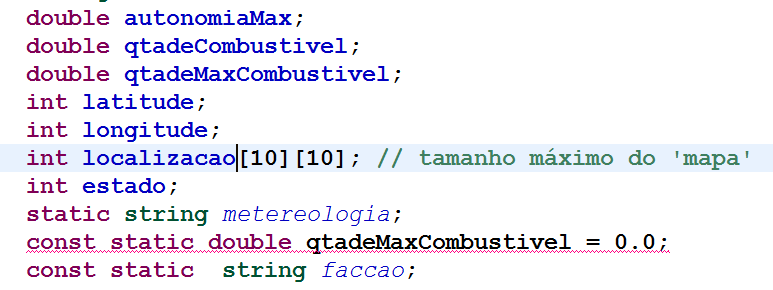 double autonomiaMax;
double qtadeCombustivel;
double qtadeMaxCombustivel;
int latitude;
int longitude;
int localizacao[10][10]; // tamanho máximo do 'mapa'
int estado;
static string metereologia;
const static double qtadeMaxCombustivel = 0.0;
const static  string faccao;